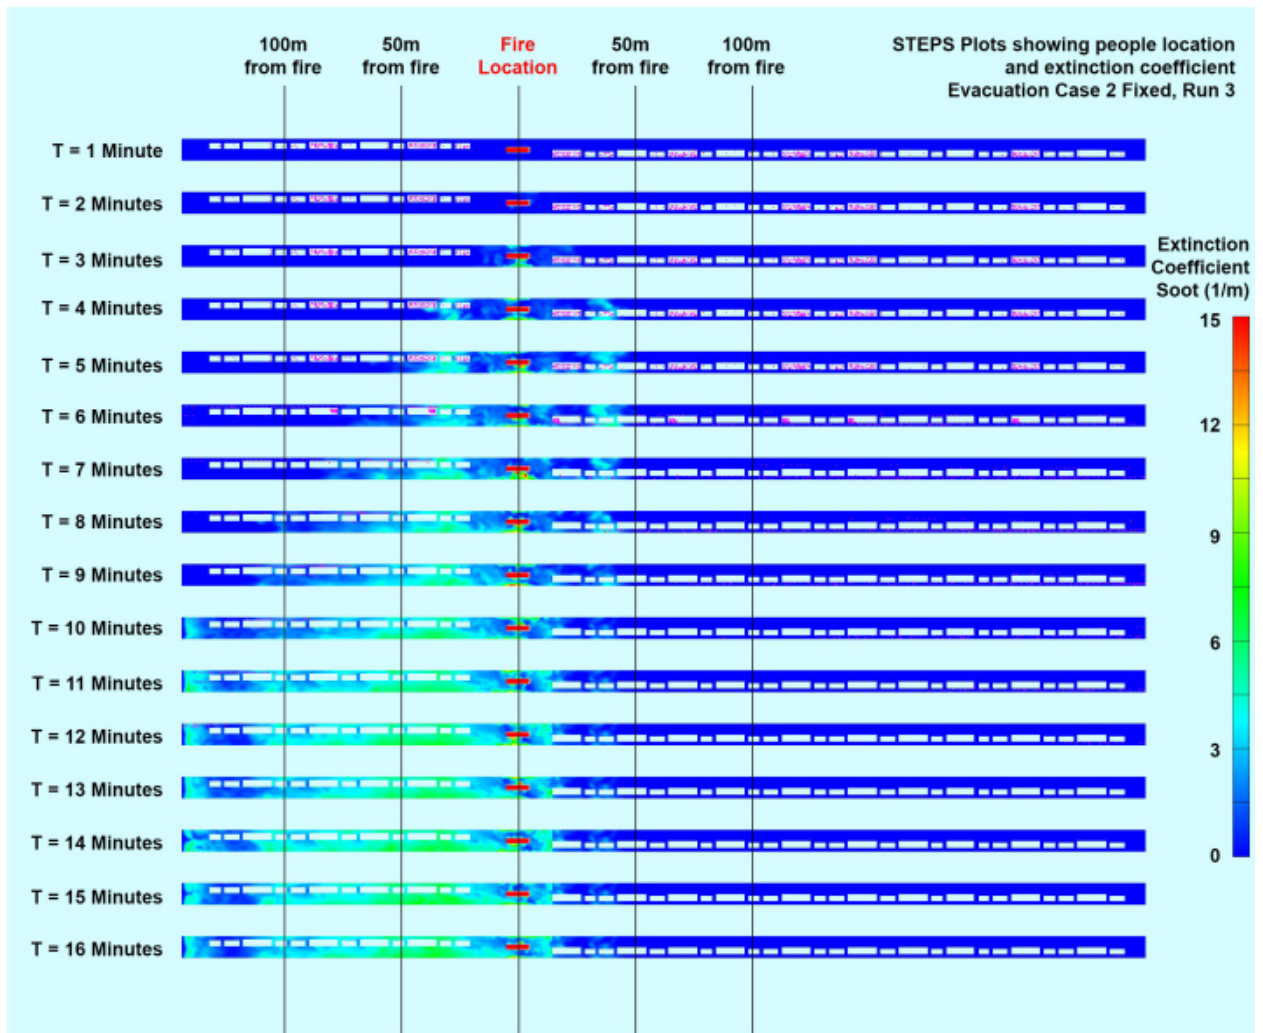 100m
from fire
50m
from fire
Fire
Location
50m
from fire
100m
from fire
STEPS Plots showing people location
and extinction coefficient
Evacuation Case 2 Fixed, Run 3
T = 1 Minute
T = 2 Minutes
T = 3 Minutes
T = 4 Minutes
T = 5 Minutes
T = 6 Minutes
T = 7 Minutes
T = 8 Minutes
T = 9 Minutes
T = 10 Minutes
T = 11 Minutes
T = 12 Minutes
T = 13 Minutes
T = 14 Minutes
T = 15 Minutes
T = 16 Minutes
Extinction
Coefficient
Soot (1/m)
15
12
9
6
3
0